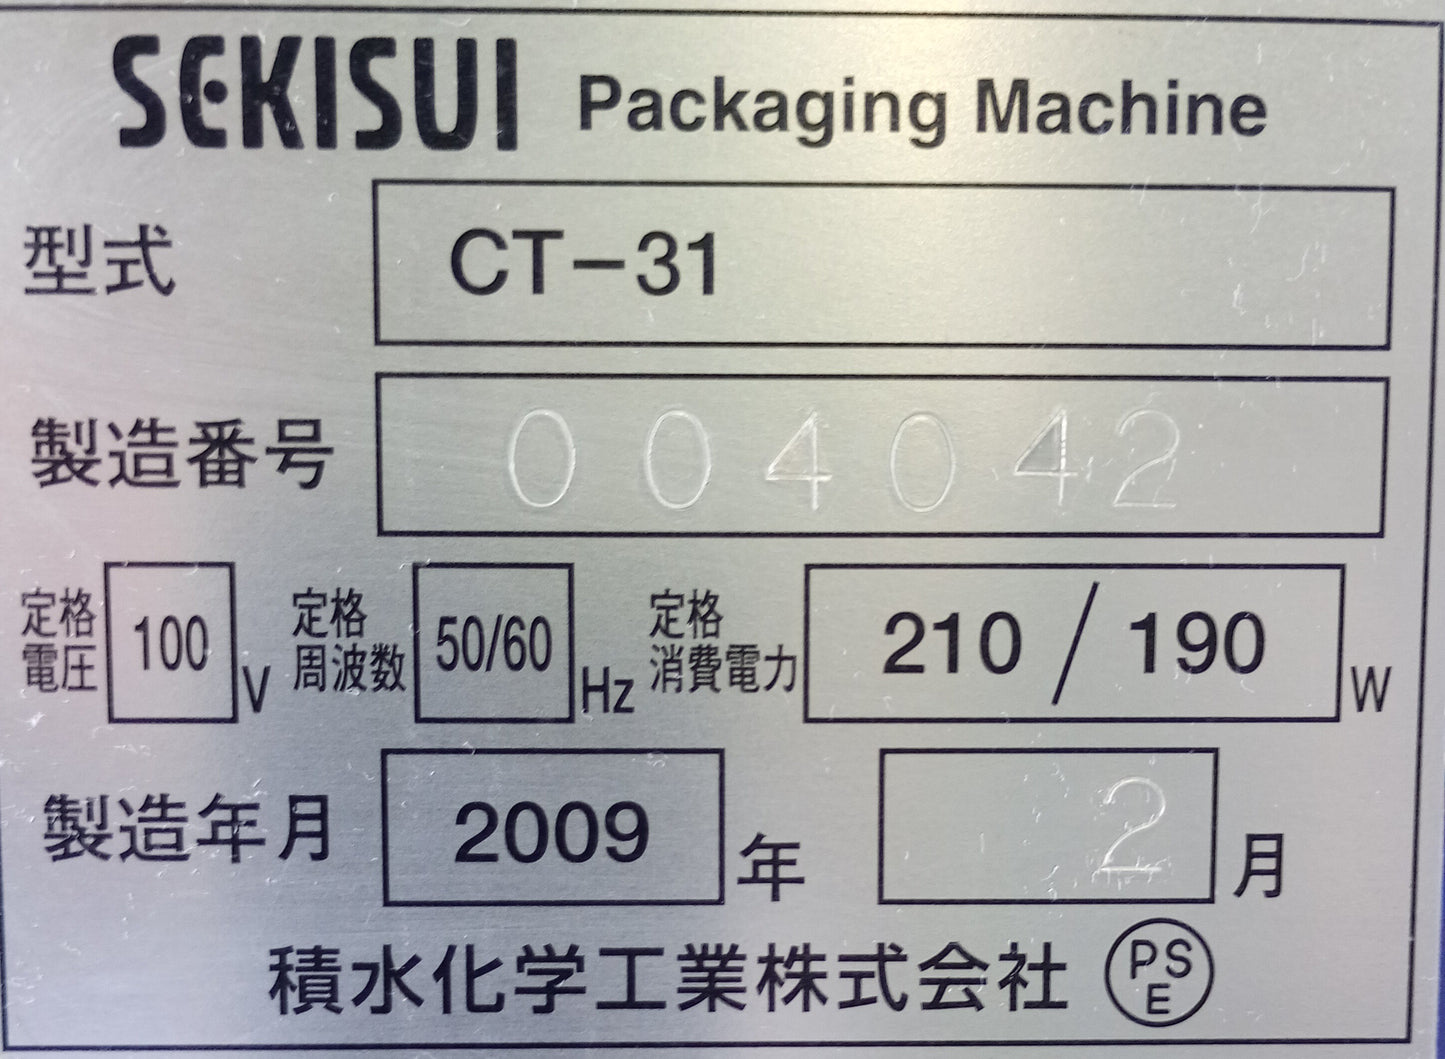 SEKISUI Packaging Machine
型式 CT-31
製造番号 004042
定格電圧 100 V 定格周波数 50/60 Hz 定格消費電力 210/190 W
製造年月 2009 年 2 月
積水化学工業株式会社 PSE